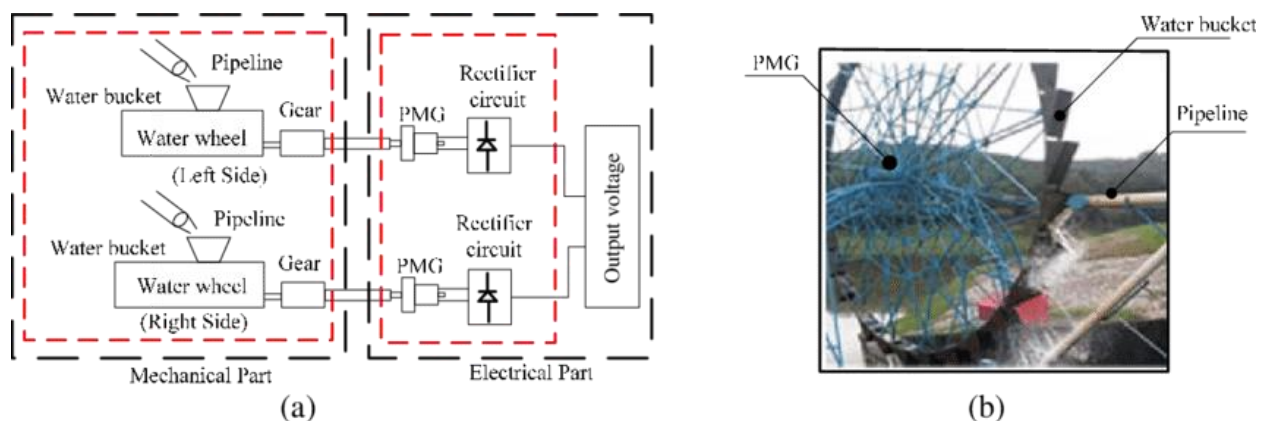 Pipeline
Water bucket
Gear
Water wheel
(Left Side)
PMG
Rectifier
circuit
Pipeline
Water bucket
Gear
Water wheel
(Right Side)
PMG
Rectifier
circuit
Output voltage
Mechanical Part
Electrical Part
(a)
Water bucket
PMG
Pipeline
(b)